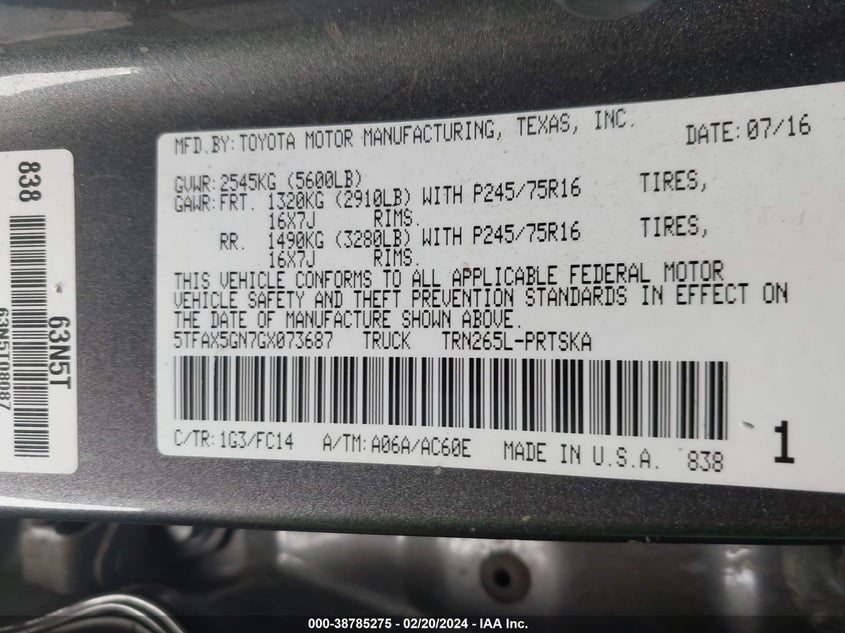 MFD.BY:TOYOTA MOTOR MANUFACTURING, TEXAS, INC. DATE:07/16
GVWR:2545KG (5600LB)
GAWR:FRT. 1320KG (2910LB) WITH P245/75R16 TIRES,
16X7J RIMS.
RR. 1490KG (3280LB) WITH P245/75R16 TIRES,
16X7J RIMS.
THIS VEHICLE CONFORMS TO ALL APPLICABLE FEDERAL MOTOR
VEHICLE SAFETY AND THEFT PREVENTION STANDARDS IN EFFECT ON
THE DATE OF MANUFACTURE SHOWN ABOVE.
5TFAX5GN7GX073687 TRUCK TRN265L-PRTSKA
C/TR:1G3/FC14 A/TM:A06A/AC60E MADE IN U.S.A. 838
1
838
63N5T
63N5T08087
000-38785275 - 02/20/2024 - IAA Inc.